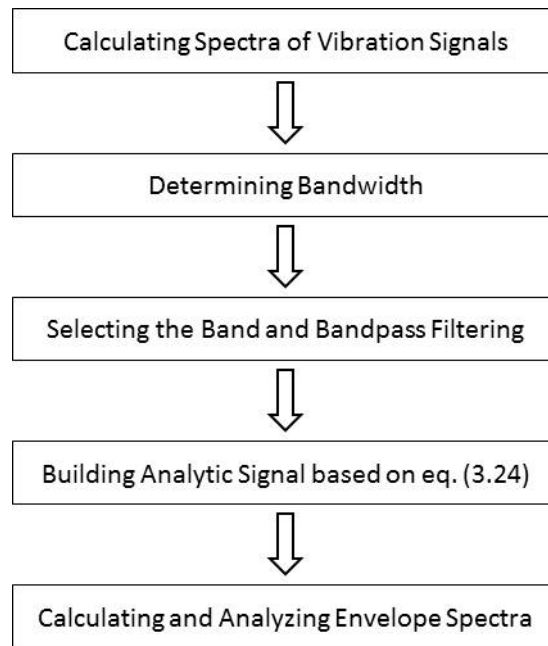 Calculating Spectra of Vibration Signals
Determining Bandwidth
Selecting the Band and Bandpass Filtering
Building Analytic Signal based on eq. (3.24)
Calculating and Analyzing Envelope Spectra